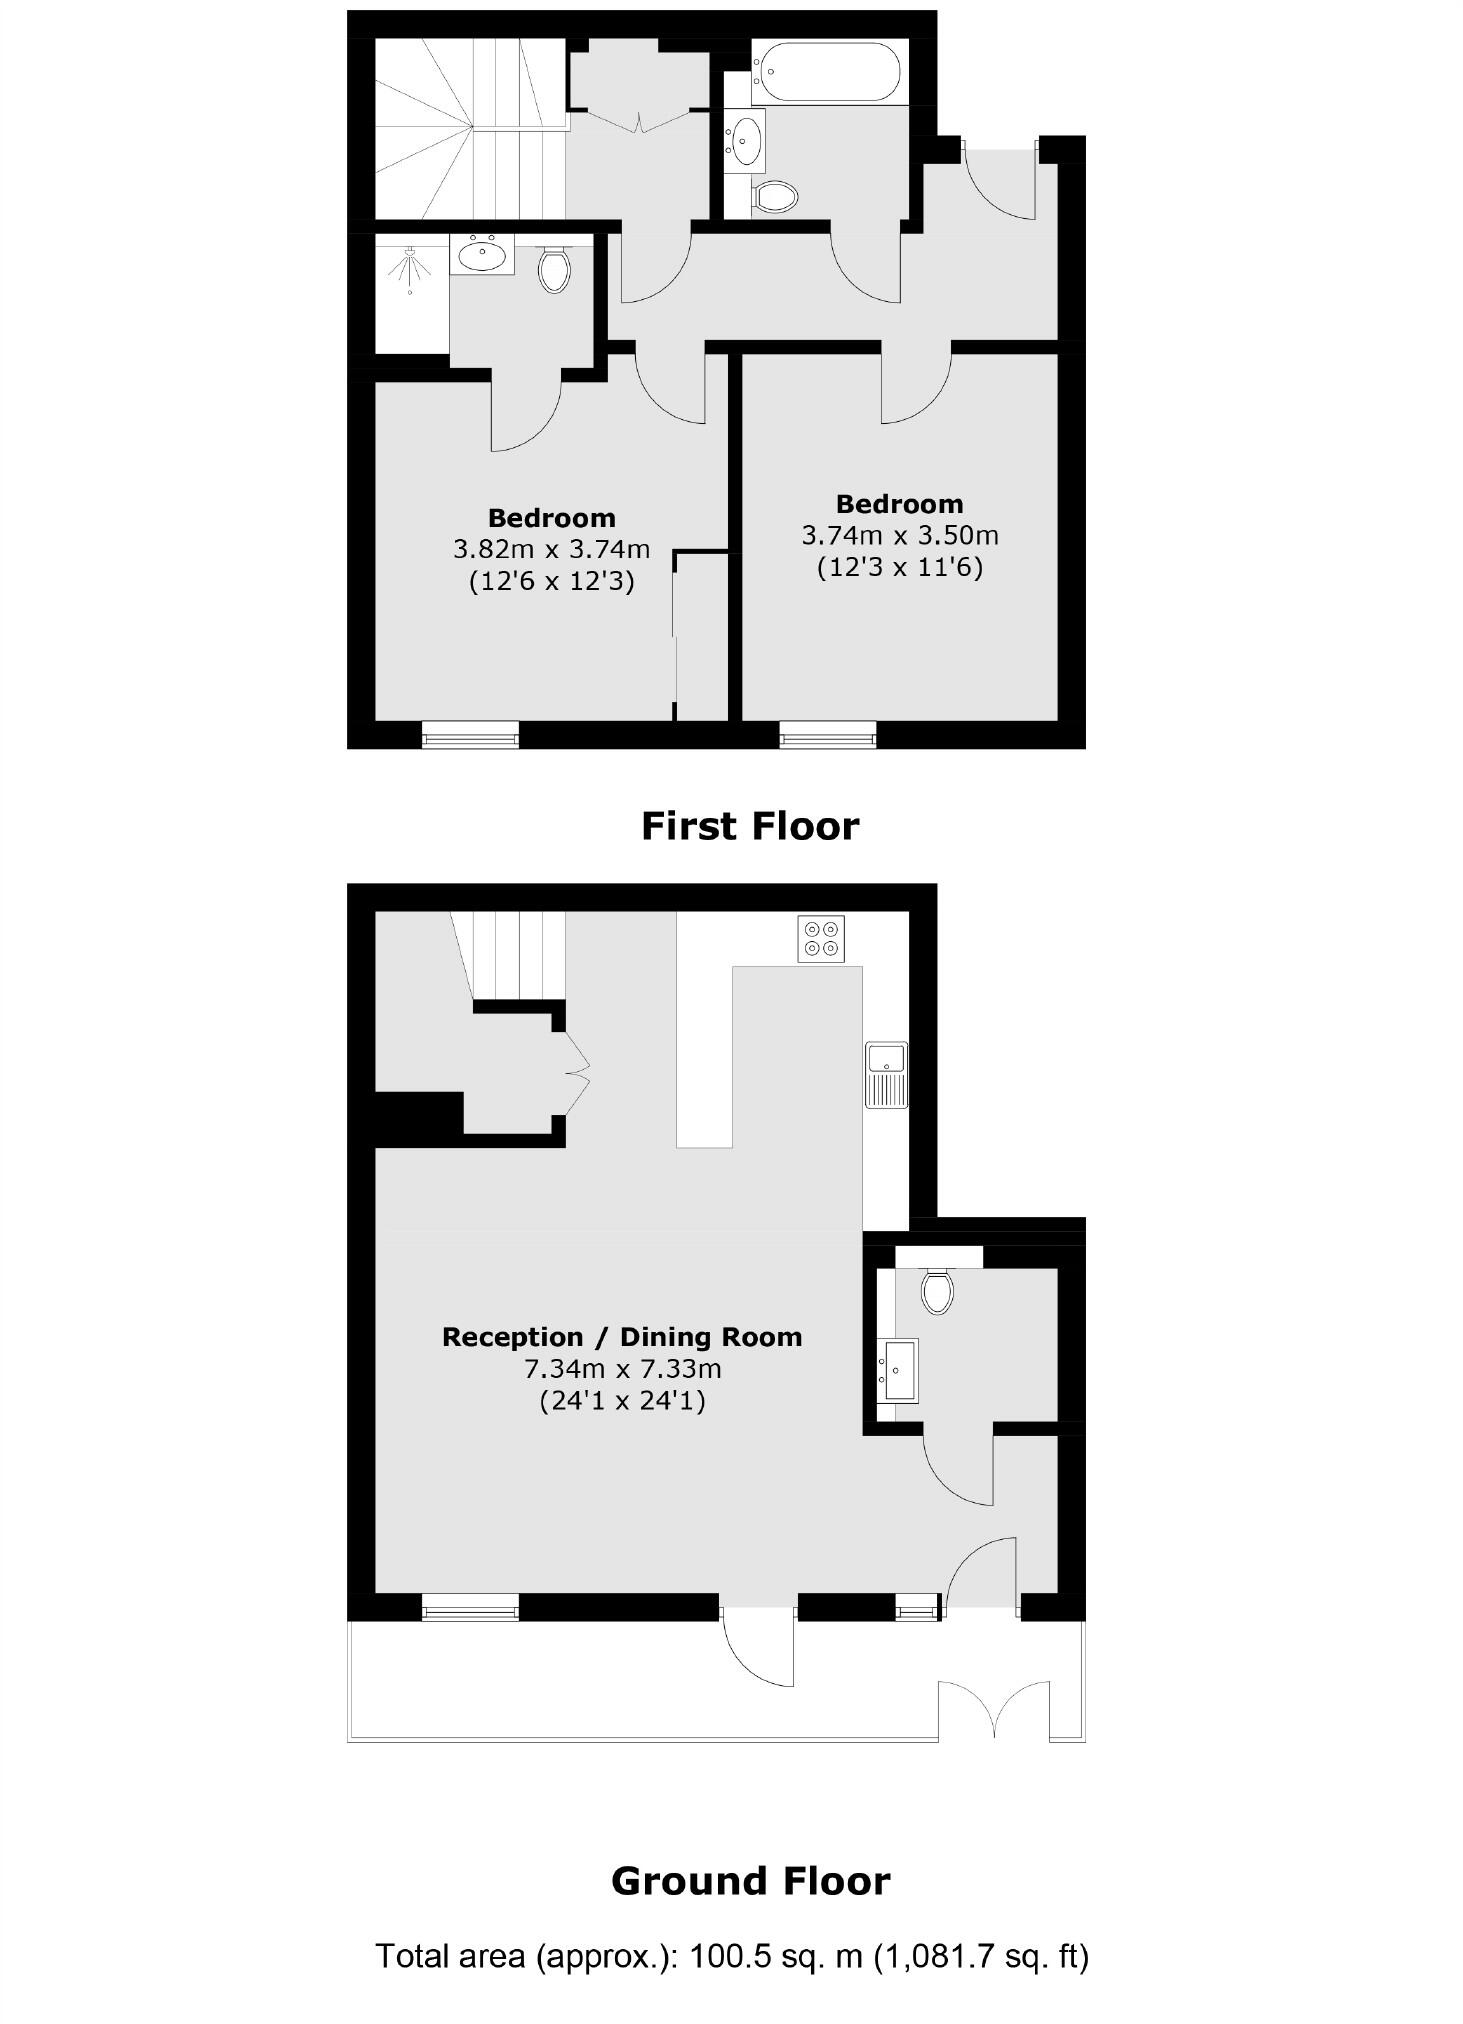 Bedroom
3.82m x 3.74m
(12'6 x 12'3)
Bedroom
3.74m x 3.50m
(12'3 x 11'6)
First Floor
Reception / Dining Room
7.34m x 7.33m
(24'1 x 24'1)
Ground Floor
Total area (approx.): 100.5 sq. m (1,081.7 sq. ft)